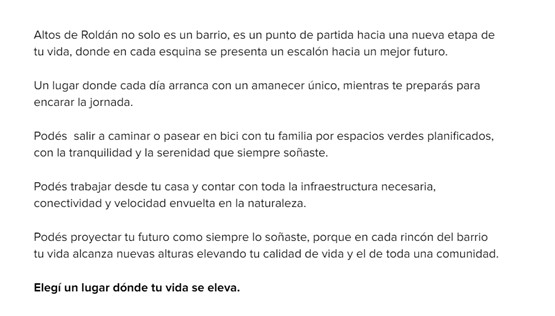 Altos de Roldán no solo es un barrio, es un punto de partida hacia una nueva etapa de
tu vida, donde en cada esquina se presenta un escalón hacia un mejor futuro.
Un lugar donde cada día arranca con un amanecer único, mientras te preparás para
encarar la jornada.
Podés  salir a caminar o pasear en bici con tu familia por espacios verdes planificados,
con la tranquilidad y la serenidad que siempre soñaste.
Podés trabajar desde tu casa y contar con toda la infraestructura necesaria,
conectividad y velocidad envuelta en la naturaleza.
Podés proyectar tu futuro como siempre lo soñaste, porque en cada rincón del barrio
tu vida alcanza nuevas alturas elevando tu calidad de vida y el de toda una comunidad.
Elegí un lugar dónde tu vida se eleva.